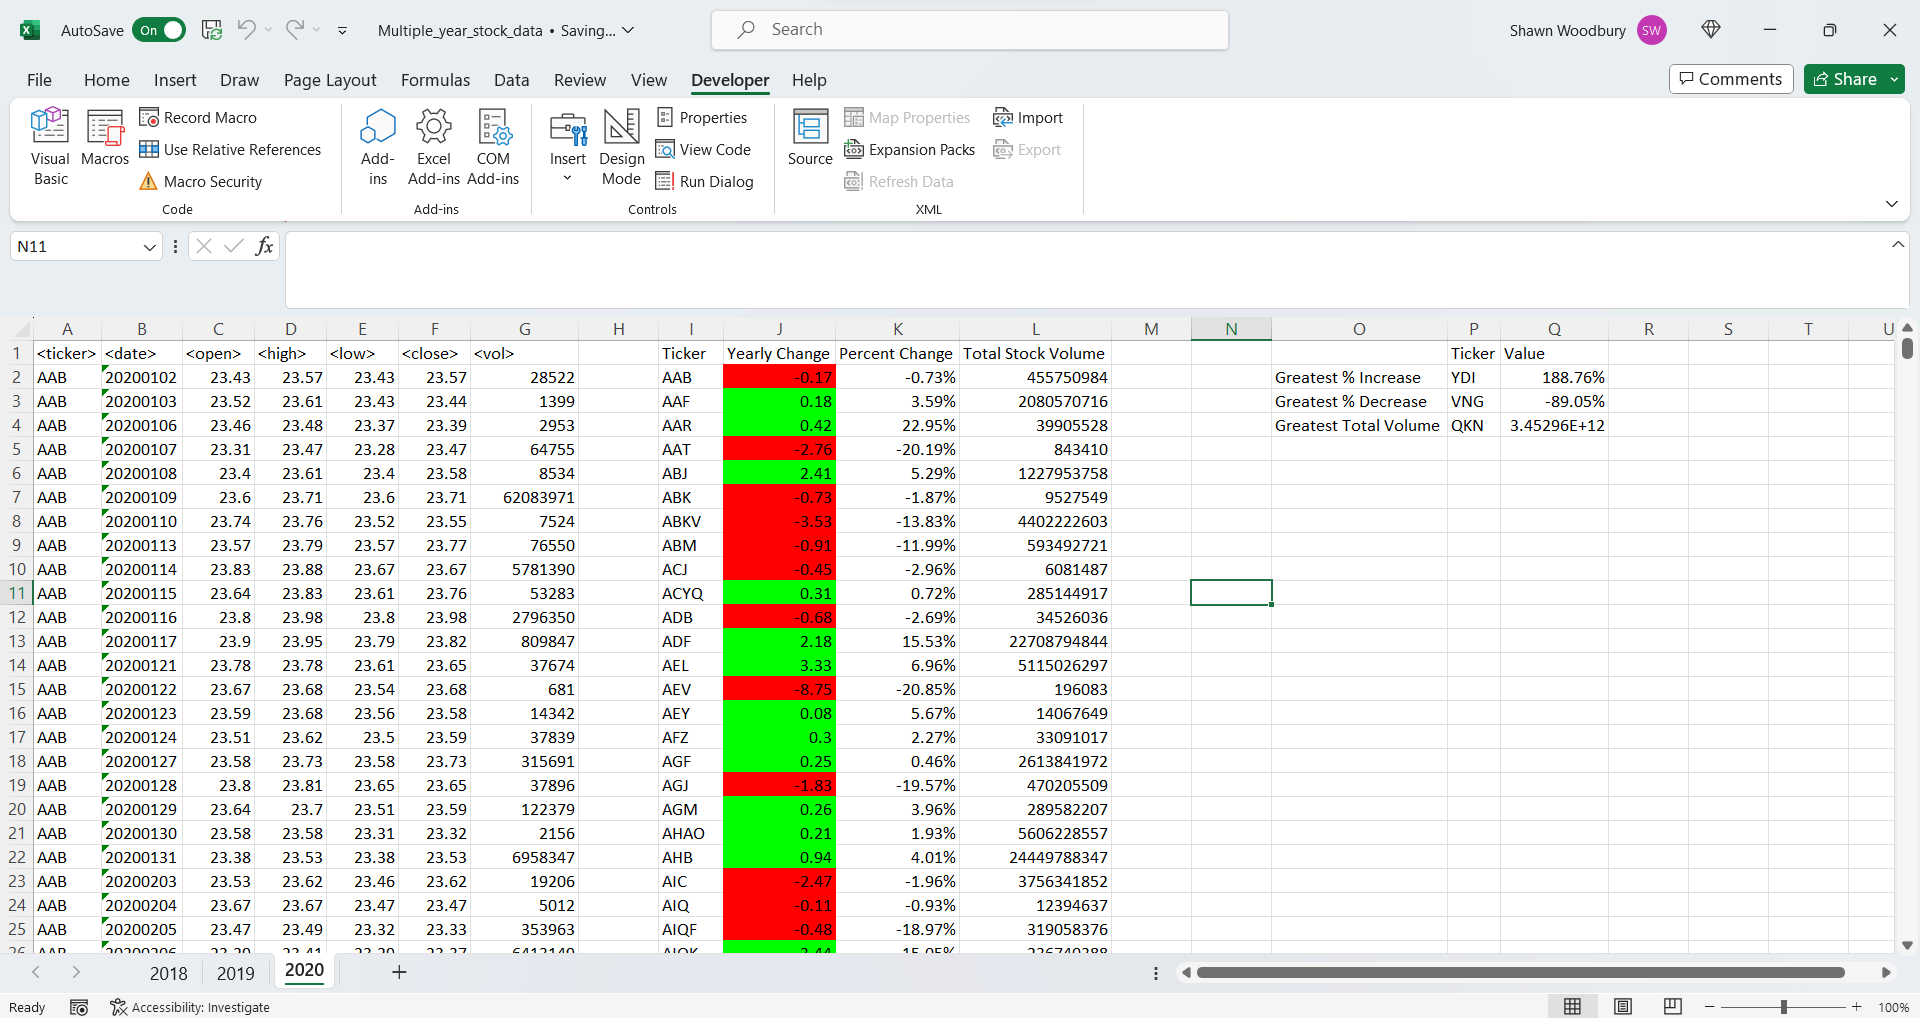 AutoSave On Multiple_year_stock_data • Saving... Search Shawn Woodbury SW
File Home Insert Draw Page Layout Formulas Data Review View Developer Help Comments Share
Visual Basic
Macros
Record Macro
Use Relative References
Macro Security
Code
Add-ins
Excel Add-ins
COM Add-ins
Add-ins
Insert
Design Mode
Properties
View Code
Run Dialog
Controls
Source
Map Properties
Expansion Packs
Refresh Data
Import
Export
XML
N11 fx
A B C D E F G H I J K L M N O P Q R S T U
1 <ticker> <date> <open> <high> <low> <close> <vol> Ticker Yearly Change Percent Change Total Stock Volume Ticker Value
2 AAB 20200102 23.43 23.57 23.43 23.57 28522 AAB -0.17 -0.73% 455750984 Greatest % Increase YDI 188.76%
3 AAB 20200103 23.52 23.61 23.43 23.44 1399 AAF 0.18 3.59% 2080570716 Greatest % Decrease VNG -89.05%
4 AAB 20200106 23.46 23.48 23.37 23.39 2953 AAR 0.42 22.95% 39905528 Greatest Total Volume QKN 3.45296E+12
5 AAB 20200107 23.31 23.47 23.28 23.47 64755 AAT -2.76 -20.19% 843410
6 AAB 20200108 23.4 23.61 23.4 23.58 8534 ABJ 2.41 5.29% 1227953758
7 AAB 20200109 23.6 23.71 23.6 23.71 62083971 ABK -0.73 -1.87% 9527549
8 AAB 20200110 23.74 23.76 23.52 23.55 7524 ABKV -3.53 -13.83% 4402222603
9 AAB 20200113 23.57 23.79 23.57 23.77 76550 ABM -0.91 -11.99% 593492721
10 AAB 20200114 23.83 23.88 23.67 23.67 5781390 ACJ -0.45 -2.96% 6081487
11 AAB 20200115 23.64 23.83 23.61 23.76 53283 ACYQ 0.31 0.72% 285144917
12 AAB 20200116 23.8 23.98 23.8 23.98 2796350 ADB -0.68 -2.69% 34526036
13 AAB 20200117 23.9 23.95 23.79 23.82 809847 ADF 2.18 15.53% 22708794844
14 AAB 20200121 23.78 23.78 23.61 23.65 37674 AEL 3.33 6.96% 5115026297
15 AAB 20200122 23.67 23.68 23.54 23.68 681 AEV -8.75 -20.85% 196083
16 AAB 20200123 23.59 23.68 23.56 23.58 14342 AEY 0.08 5.67% 14067649
17 AAB 20200124 23.51 23.62 23.5 23.59 37839 AFZ 0.3 2.27% 33091017
18 AAB 20200127 23.58 23.73 23.58 23.73 315691 AGF 0.25 0.46% 2613841972
19 AAB 20200128 23.8 23.81 23.65 23.65 37896 AGJ -1.83 -19.57% 470205509
20 AAB 20200129 23.64 23.7 23.51 23.59 122379 AGM 0.26 3.96% 289582207
21 AAB 20200130 23.58 23.58 23.31 23.32 2156 AHAO 0.21 1.93% 5606228557
22 AAB 20200131 23.38 23.53 23.38 23.53 6958347 AHB 0.94 4.01% 24449788347
23 AAB 20200203 23.53 23.62 23.46 23.62 19206 AIC -2.47 -1.96% 3756341852
24 AAB 20200204 23.67 23.67 23.47 23.47 5012 AIQ -0.11 -0.93% 12394637
25 AAB 20200205 23.47 23.49 23.32 23.33 353963 AIQF -0.48 -18.97% 319058376
2018 2019 2020
Ready Accessibility: Investigate 100%